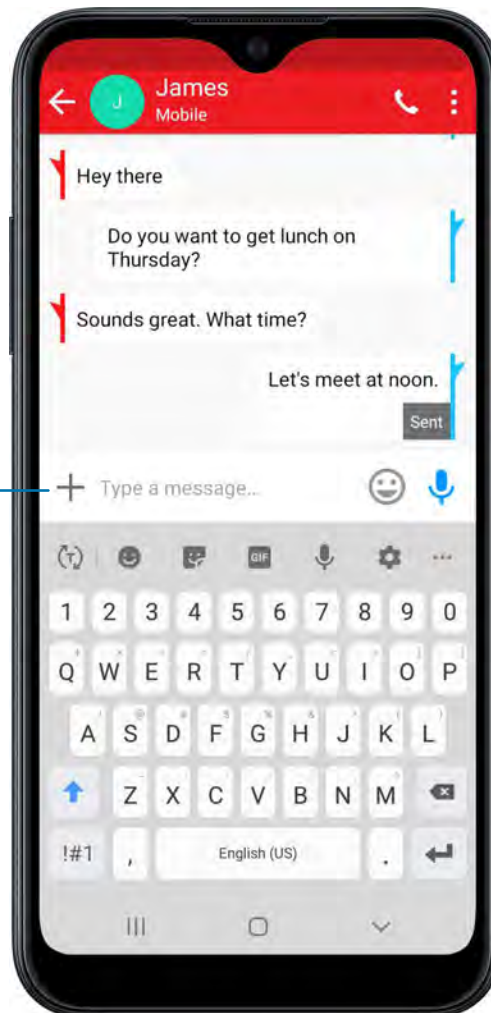 J
James
Mobile
Hey there
Do you want to get lunch on
Thursday?
Sounds great. What time?
Let's meet at noon.
Sent
Type a message...
T GIF
1 2 3 4 5 6 7 8 9 0
Q W E R T Y U I O P
A S D F G H J K L
Z X C V B N M
!#1 , English (US) .